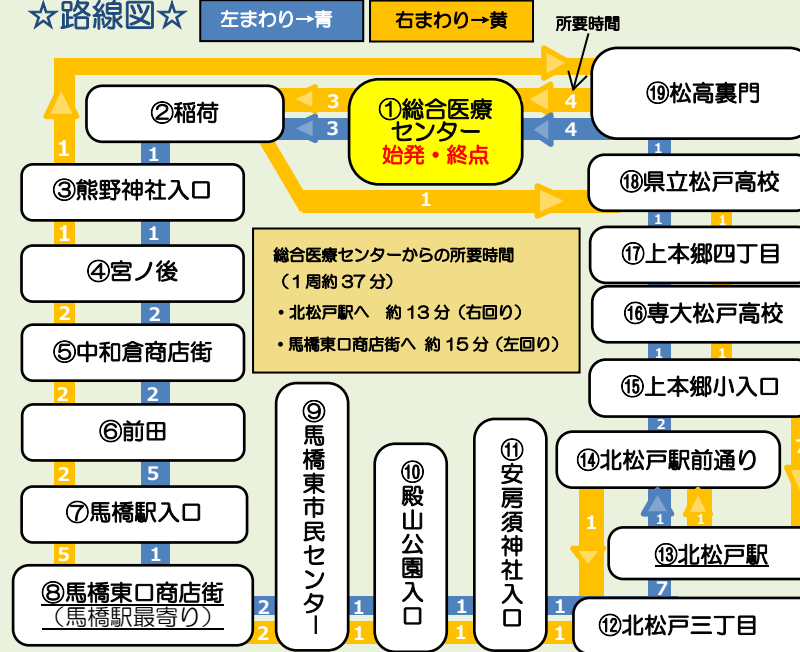 ☆路線図☆
左まわり→青
右まわり→黄
所要時間
①総合医療
センター
始発・終点
②稲荷
③熊野神社入口
④宮ノ後
⑤中和倉商店街
⑥前田
⑦馬橋駅入口
⑧馬橋東口商店街
（馬橋駅最寄り）
⑨馬橋東市民センター
⑩殿山公園入口
⑪安房須神社入口
⑫北松戸三丁目
⑬北松戸駅
⑭北松戸駅前通り
⑮上本郷小入口
⑯専大松戸高校
⑰上本郷四丁目
⑱県立松戸高校
⑲松高裏門
総合医療センターからの所要時間
（１周約37分）
・北松戸駅へ　約13分（右回り）
・馬橋東口商店街へ 約15分（左回り）
3
4
3
4
1
1
1
1
1
1
1
1
1
2
2
2
2
2
5
5
1
1
1
1
2
1
1
1
7
2
1
1
1
2
1
1
1